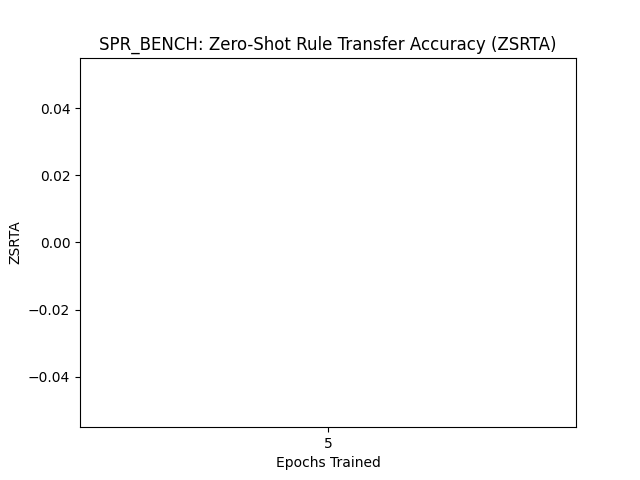 SPR_BENCH: Zero-Shot Rule Transfer Accuracy (ZSRTA)
0.04
0.02
0.00
−0.02
−0.04
ZSRTA
5
Epochs Trained